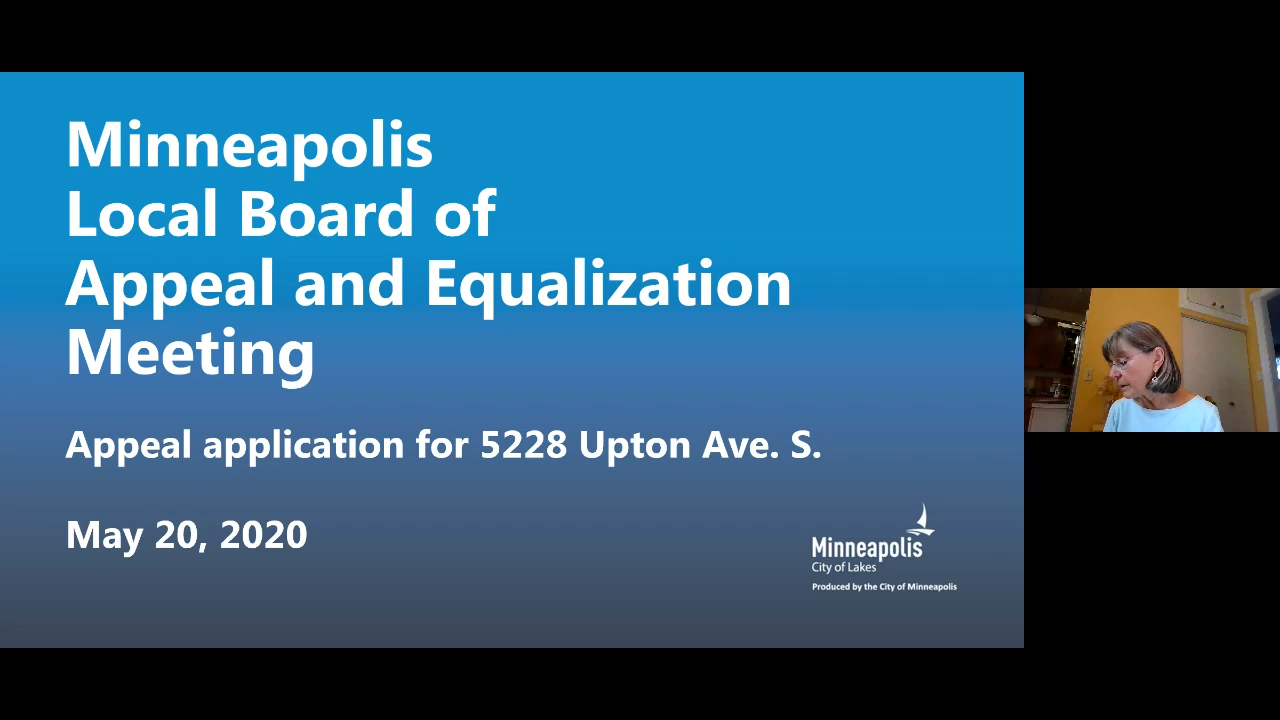 Minneapolis
Local Board of
Appeal and Equalization
Meeting
Appeal application for 5228 Upton Ave. S.
May 20, 2020
Minneapolis
City of Lakes
Produced by the City of Minneapolis